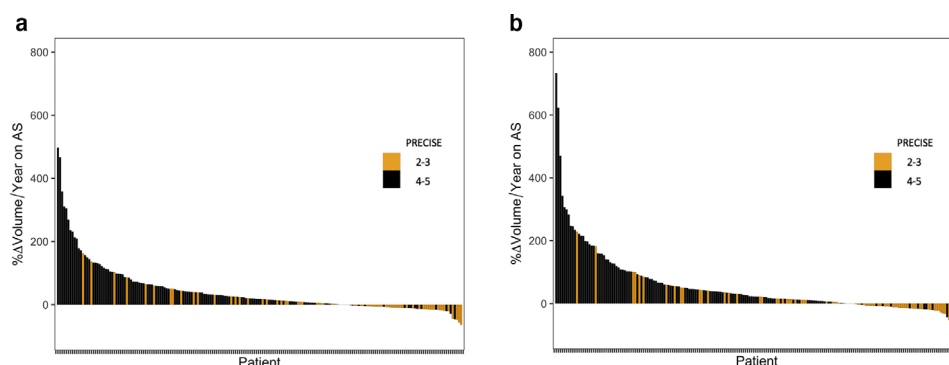 a
%ΔVolume/Year on AS
800
600
400
200
0
PRECISE
2-3
4-5
Patient
b
%ΔVolume/Year on AS
800
600
400
200
0
PRECISE
2-3
4-5
Patient